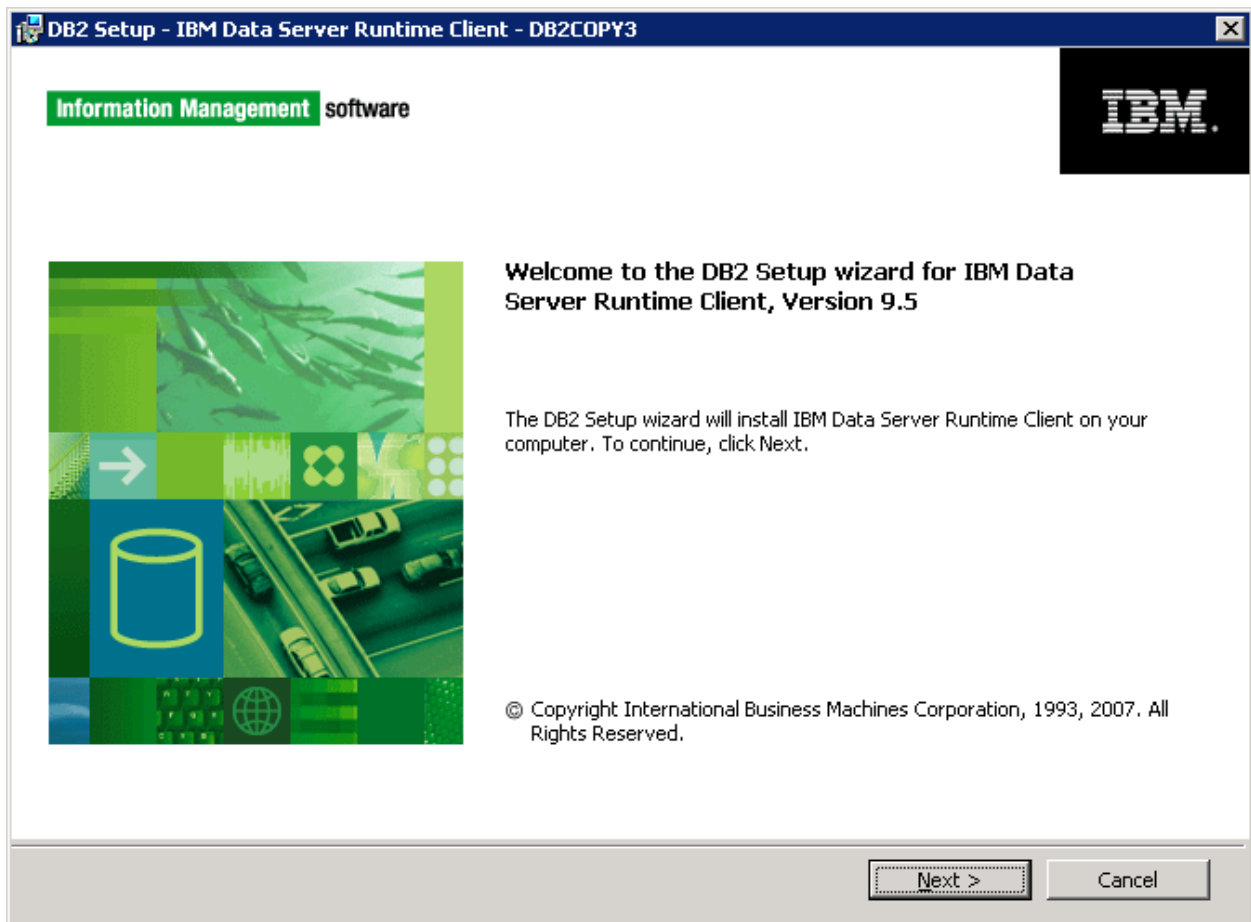 DB2 Setup - IBM Data Server Runtime Client - DB2COPY3
Information Management software
IBM.
Welcome to the DB2 Setup wizard for IBM Data
Server Runtime Client, Version 9.5
The DB2 Setup wizard will install IBM Data Server Runtime Client on your
computer. To continue, click Next.
© Copyright International Business Machines Corporation, 1993, 2007. All
Rights Reserved.
Next >
Cancel